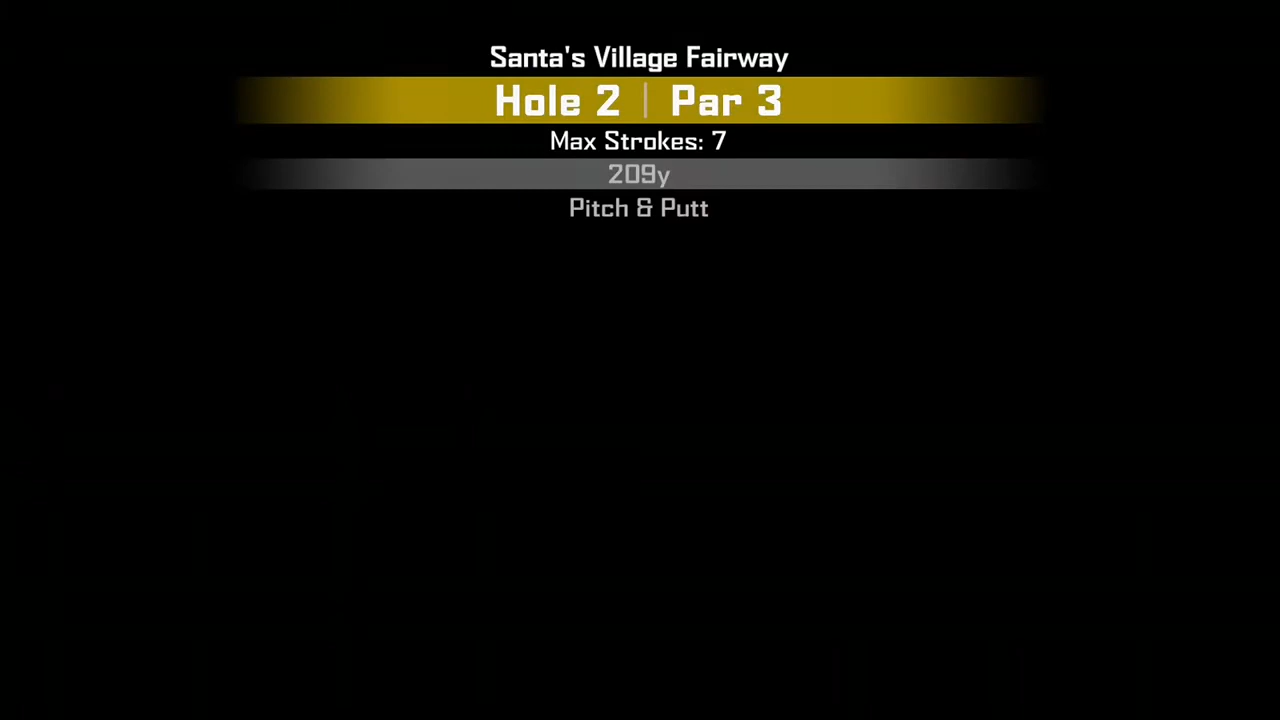 Santa's Village Fairway
Hole 2 | Par 3
Max Strokes: 7
209y
Pitch & Putt